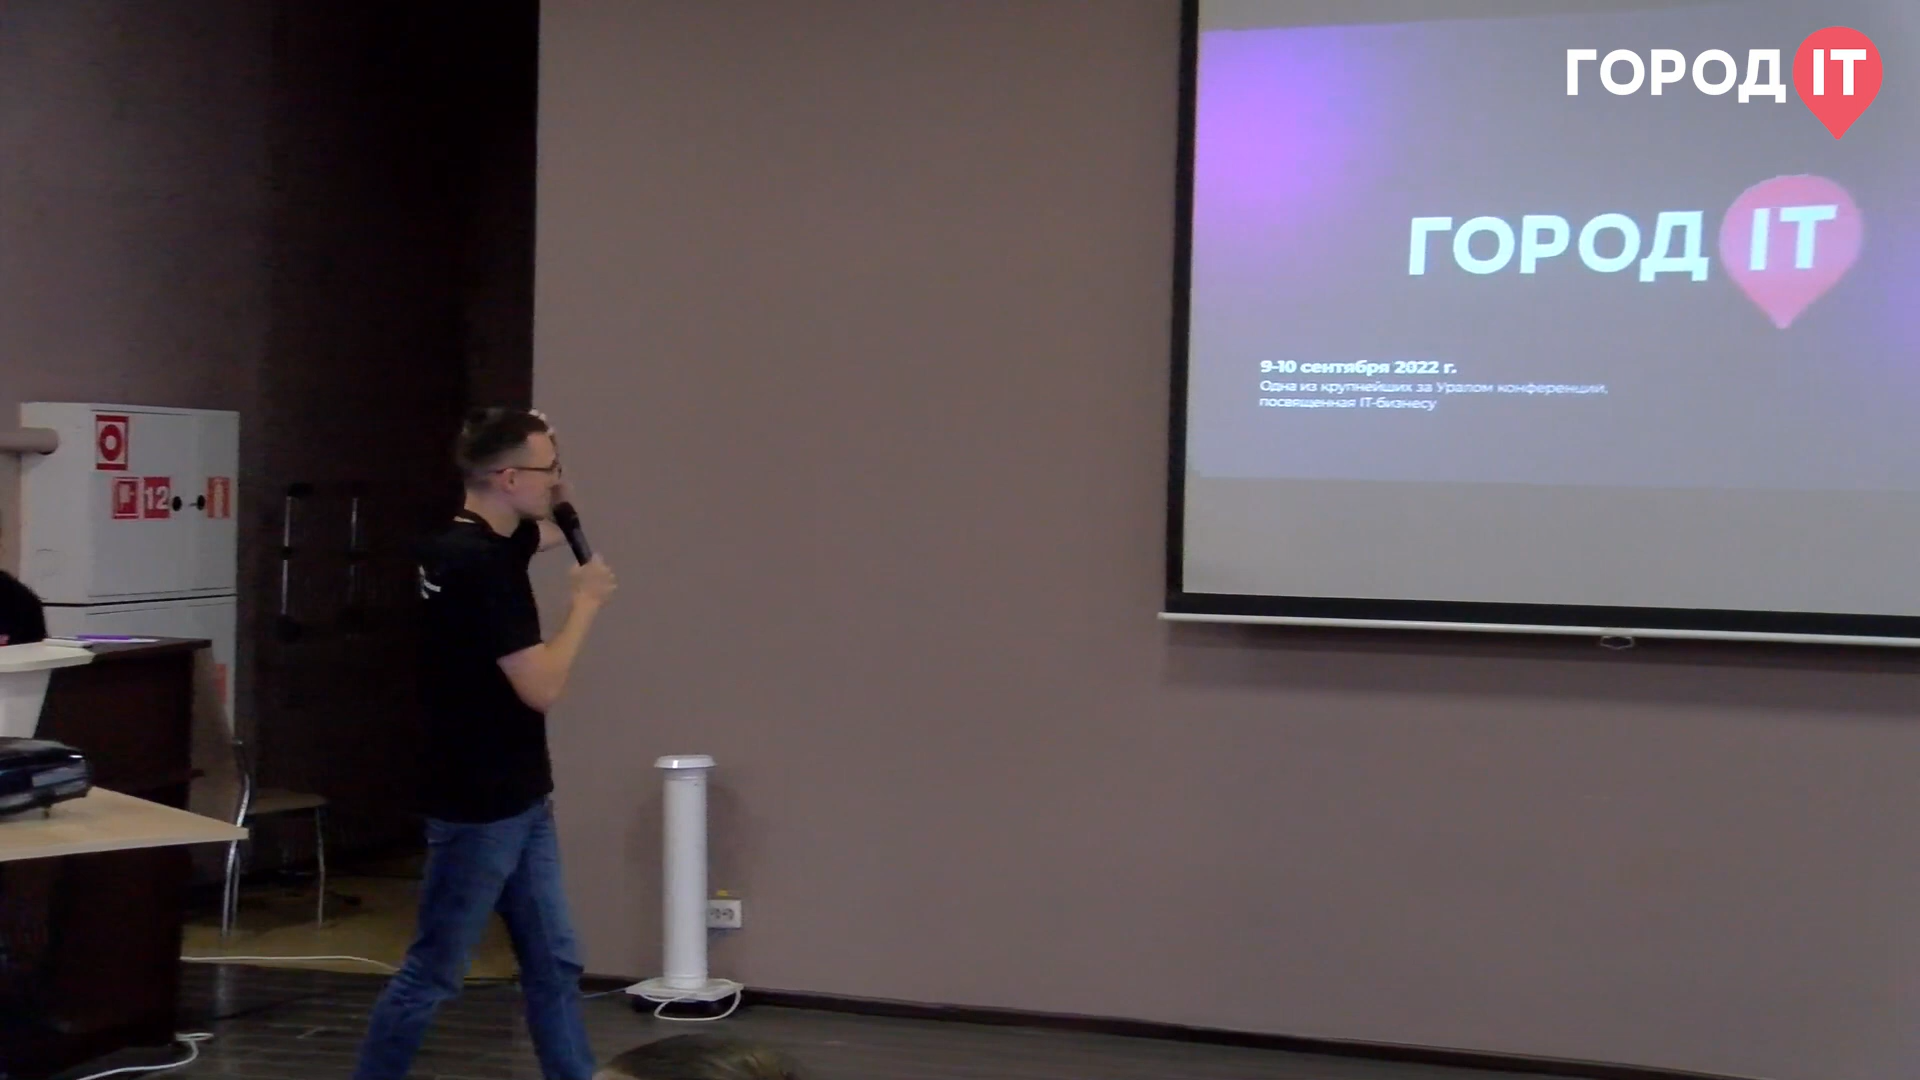 ГОРОД IT
ГОРОД IT
9-10 сентября 2022 г.
Одна из крупнейших за Уралом конференции,
посвященная IT-бизнесу
12